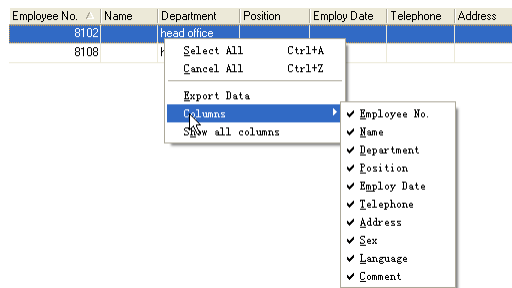 Employee No. Name Department Position Employ Date Telephone Address
8102 head office
8108 h
Select All Ctrl+A
Cancel All Ctrl+Z
Export Data
Columns
Show all columns
Employee No.
Name
Department
Position
Employ Date
Telephone
Address
Sex
Language
Comment